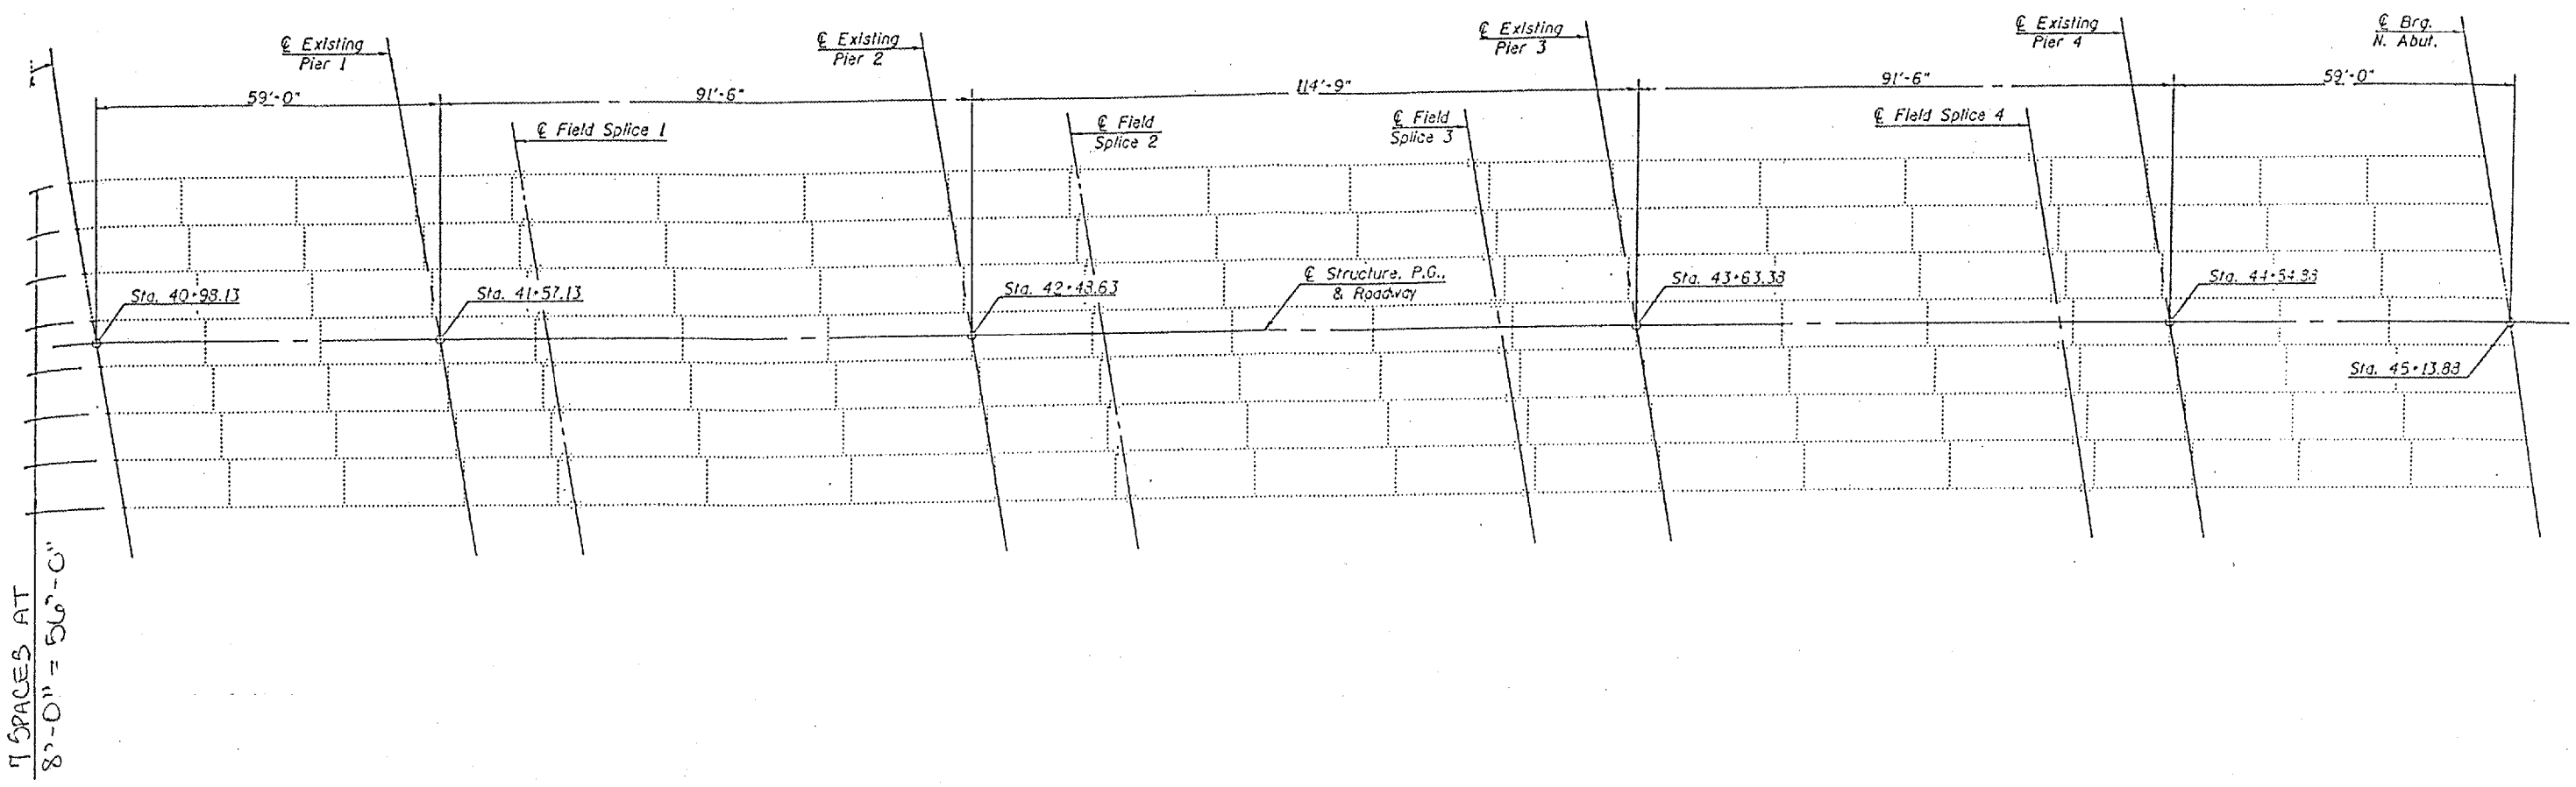 ℄ Existing
Pier 1
℄ Existing
Pier 2
℄ Existing
Pier 3
℄ Existing
Pier 4
℄ Brg.
N. Abut.
59'-0"
91'-6"
114'-9"
91'-6"
59'-0"
℄ Field Splice 1
℄ Field
Splice 2
℄ Field
Splice 3
℄ Field Splice 4
Sta. 40+98.13
Sta. 41+57.13
Sta. 42+48.63
℄ Structure, P.G.,
& Roadway
Sta. 43+63.38
Sta. 44+54.88
Sta. 45+13.88
7 SPACES AT
8'-0" = 56'-0"